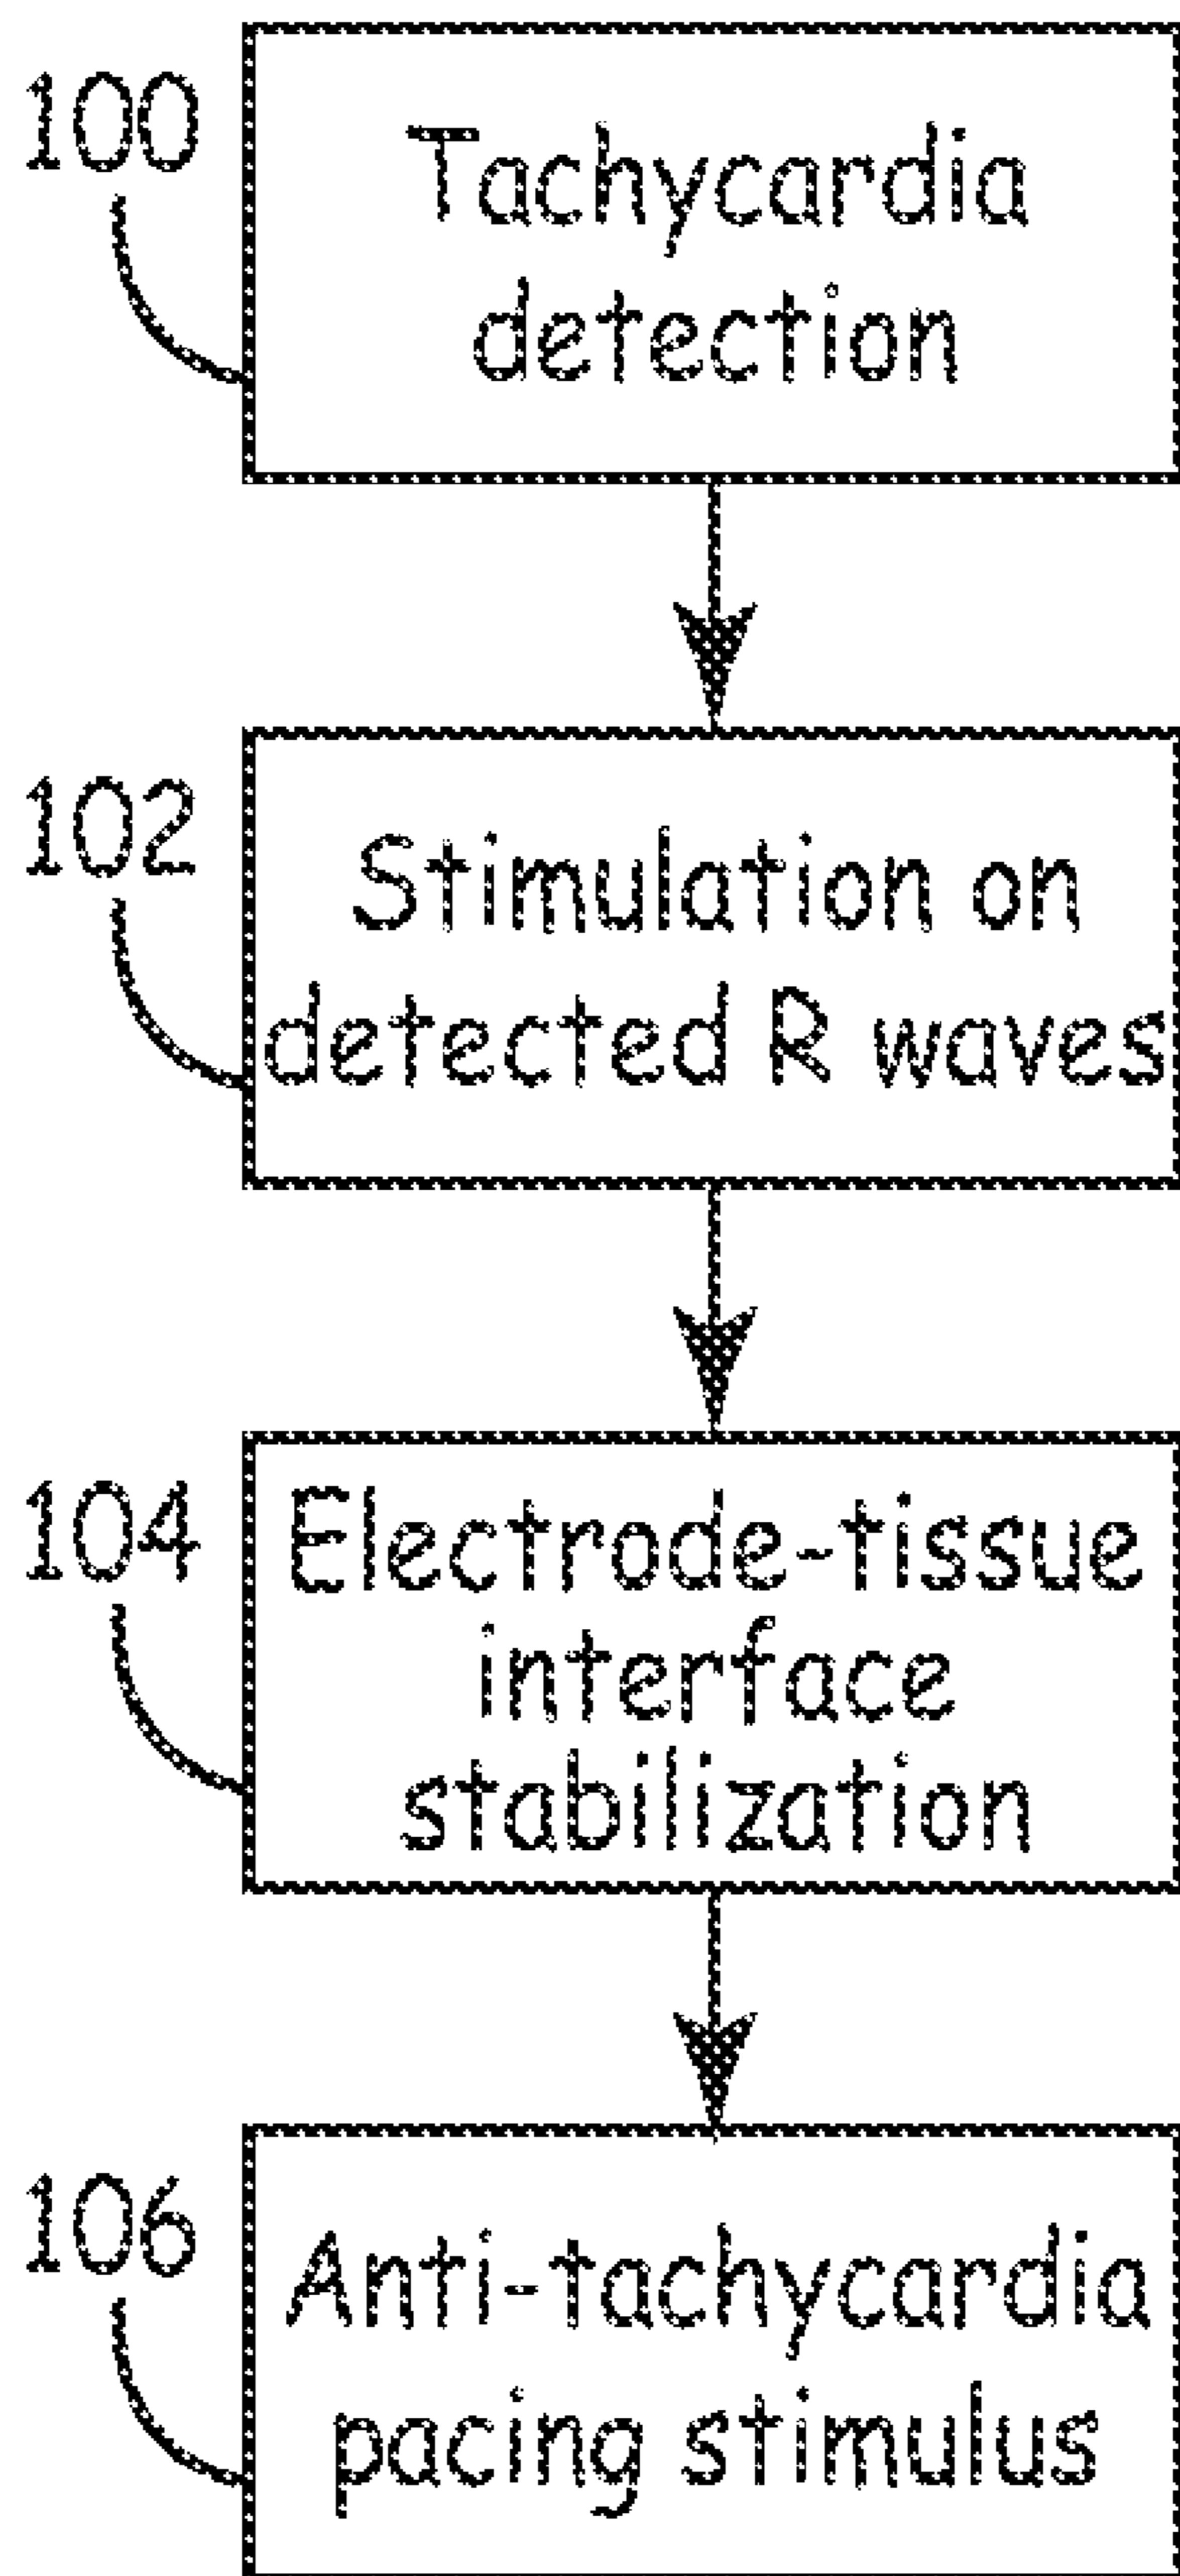 100
Tachycardia
detection
102
Stimulation on
detected R waves
104
Electrode-tissue
interface
stabilization
106
Anti-tachycardia
pacing stimulus